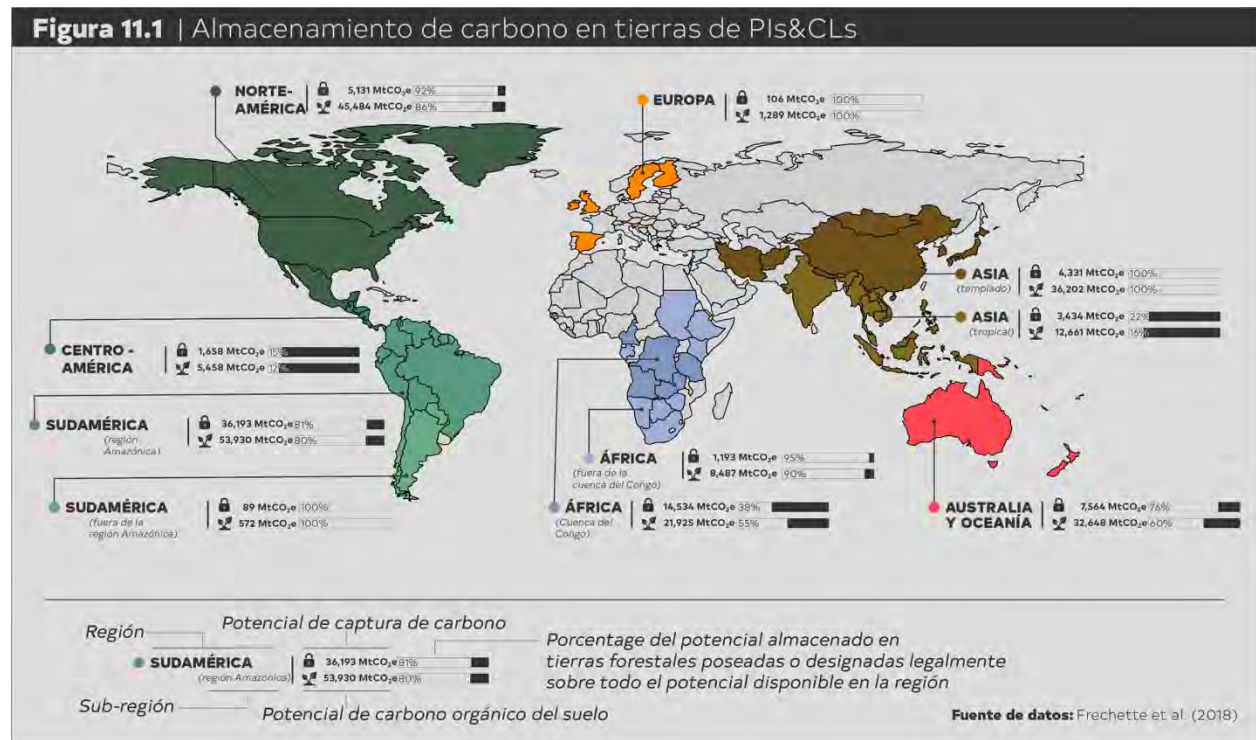 Figura 11.1 | Almacenamiento de carbono en tierras de PIs&CLs
NORTE-
AMÉRICA
5,131 MtCO₂e 92%
45,484 MtCO₂e 86%
EUROPA
106 MtCO₂e 100%
1,289 MtCO₂e 100%
ASIA
(templado)
4,331 MtCO₂e 100%
36,202 MtCO₂e 100%
ASIA
(tropical)
3,434 MtCO₂e 22%
12,661 MtCO₂e 16%
CENTRO -
AMÉRICA
1,658 MtCO₂e 15%
5,458 MtCO₂e 12%
SUDAMÉRICA
(región
Amazónica)
36,193 MtCO₂e 81%
53,930 MtCO₂e 80%
ÁFRICA
(fuera de la
cuenca del Congo)
1,193 MtCO₂e 95%
8,487 MtCO₂e 90%
SUDAMÉRICA
(fuera de la
región Amazónica)
89 MtCO₂e 100%
572 MtCO₂e 100%
ÁFRICA
(Cuenca del
Congo)
14,534 MtCO₂e 38%
21,925 MtCO₂e 55%
AUSTRALIA
Y OCEANÍA
7,564 MtCO₂e 76%
32,648 MtCO₂e 60%
Región
Potencial de captura de carbono
SUDAMÉRICA
(región Amazónica)
36,193 MtCO₂e 81%
53,930 MtCO₂e 80%
Sub-región
Potencial de carbono orgánico del suelo
Porcentage del potencial almacenado en
tierras forestales poseadas o designadas legalmente
sobre todo el potencial disponible en la región
Fuente de datos: Frechette et al. (2018)